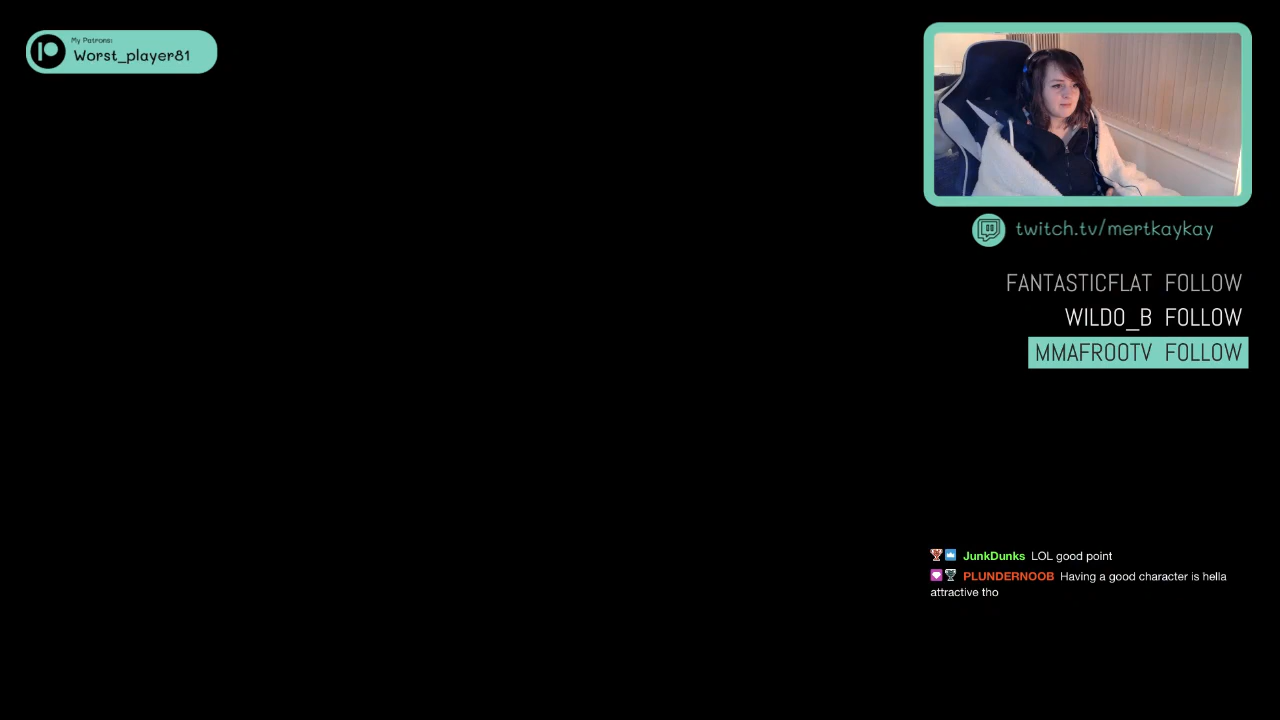 My Patrons:
Worst_player81
twitch.tv/mertkaykay
FANTASTICFLAT FOLLOW
WILDO_B FOLLOW
MMAFROOTV FOLLOW
JunkDunks LOL good point
PLUNDERNOOB Having a good character is hella
attractive tho